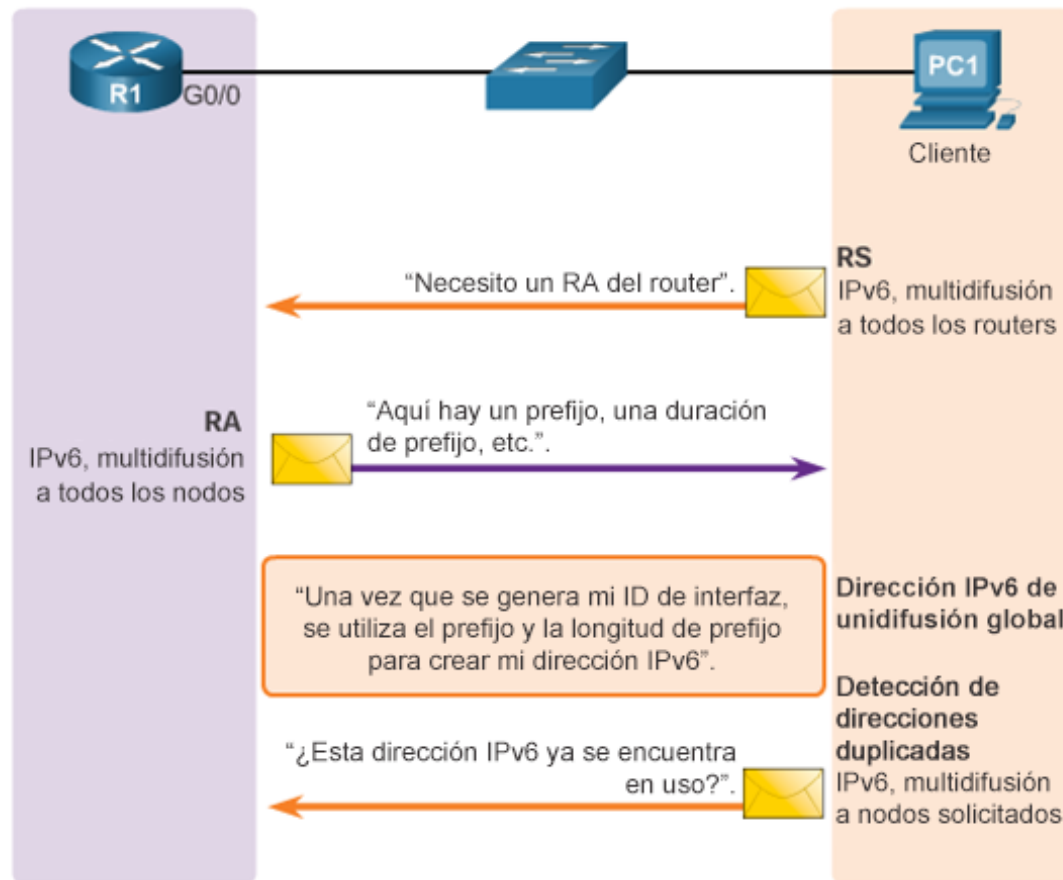 R1
G0/0
PC1
Cliente
“Necesito un RA del router”.
RS
IPv6, multidifusión
a todos los routers
RA
IPv6, multidifusión
a todos los nodos
“Aquí hay un prefijo, una duración
de prefijo, etc.”.
“Una vez que se genera mi ID de interfaz,
se utiliza el prefijo y la longitud de prefijo
para crear mi dirección IPv6”.
Dirección IPv6 de
unidifusión global
“¿Esta dirección IPv6 ya se encuentra
en uso?”.
Detección de
direcciones
duplicadas
IPv6, multidifusión
a nodos solicitados